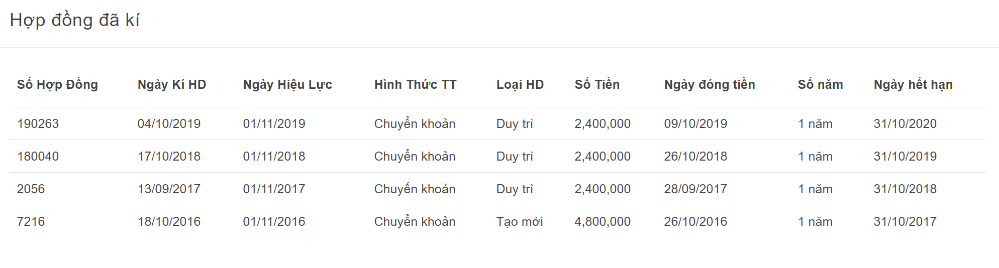 Hợp đồng đã kí
Số Hợp Đồng Ngày Kí HD Ngày Hiệu Lực Hình Thức TT Loại HD Số Tiền Ngày đóng tiền Số năm Ngày hết hạn
190263 04/10/2019 01/11/2019 Chuyển khoản Duy trì 2,400,000 09/10/2019 1 năm 31/10/2020
180040 17/10/2018 01/11/2018 Chuyển khoản Duy trì 2,400,000 26/10/2018 1 năm 31/10/2019
2056 13/09/2017 01/11/2017 Chuyển khoản Duy trì 2,400,000 28/09/2017 1 năm 31/10/2018
7216 18/10/2016 01/11/2016 Chuyển khoản Tạo mới 4,800,000 26/10/2016 1 năm 31/10/2017